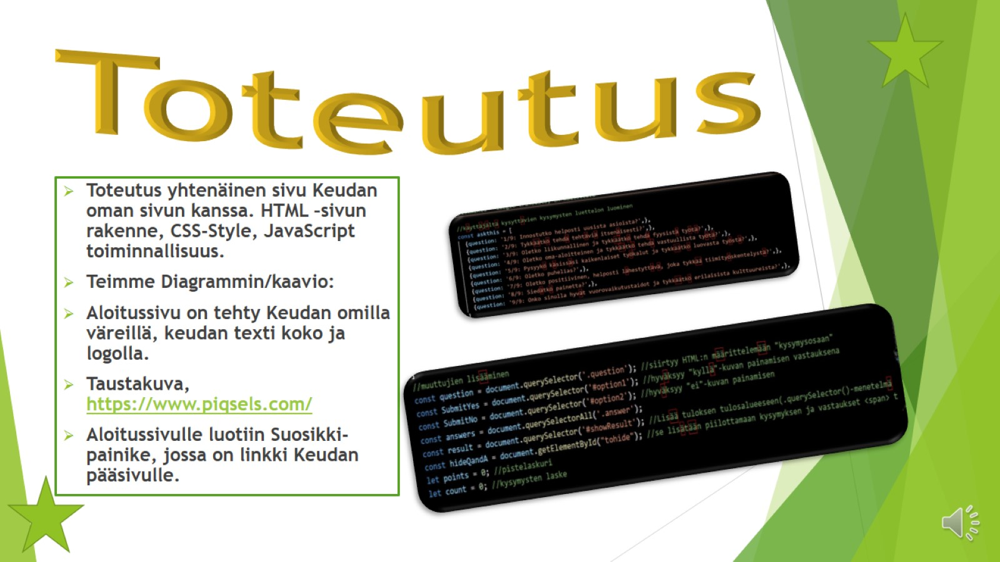 Toteutus
Toteutus yhtenäinen sivu Keudan
oman sivun kanssa. HTML –sivun
rakenne, CSS-Style, JavaScript
toiminnallisuus.
Teimme Diagrammin/kaavio:
Aloitussivu on tehty Keudan omilla
väreillä, keudan texti koko ja
logolla.
Taustakuva,
https://www.piqsels.com/
Aloitussivulle luotiin Suosikki-
painike, jossa on linkki Keudan
pääsivulle.
//käyttäjältä kysyttävien kysymysten luettelon luominen
const askthis = [
{question: '1/9: Innostutko helposti uusista asioista?',},
{question: '2/9: Tykkäätkö tehdä tehtäviä itsenäisesti?',},
{question: '3/9: Oletko liikunnallinen ja tykkäätkö tehdä fyysistä työtä?',},
{question: '4/9: Oletko oma-aloitteinen ja tykkäätkö tehdä vastuullista työtä?',},
{question: '5/9: Pysyykö käsissäsi kaikenlaiset työkalut ja tykkäätkö luovasta työstä?',},
{question: '6/9: Oletko puhelias?',},
{question: '7/9: Oletko positiivinen, helposti lähestyttävä, joka tykkää tiimityöskentelystä?',},
{question: '8/9: Siedätkö painetta?',},
{question: '9/9: Onko sinulla hyvät vuorovaikutustaidot ja tykkäätkö erilaisista kulttuureista?',},
//muuttujien lisääminen
const question = document.querySelector('.question'); //siirtyy HTML:n määrittelemään "kysymysosaan"
const SubmitYes = document.querySelector('#option1'); //hyväksyy "kyllä"-kuvan painamisen vastauksena
const SubmitNo = document.querySelector('#option2'); //hyväksyy "ei"-kuvan painamisen
const answers = document.querySelectorAll('.answer');
const result = document.querySelector('#showResult'); //Lisää tuloksen tulosalueeseen(.querySelector()-menetelmä
const hideQandA = document.getElementById("tohide"); //se lisätään piilottamaan kysymyksen ja vastaukset <span> t
let points = 0; //pistelaskuri
let count = 0; //kysymysten laske